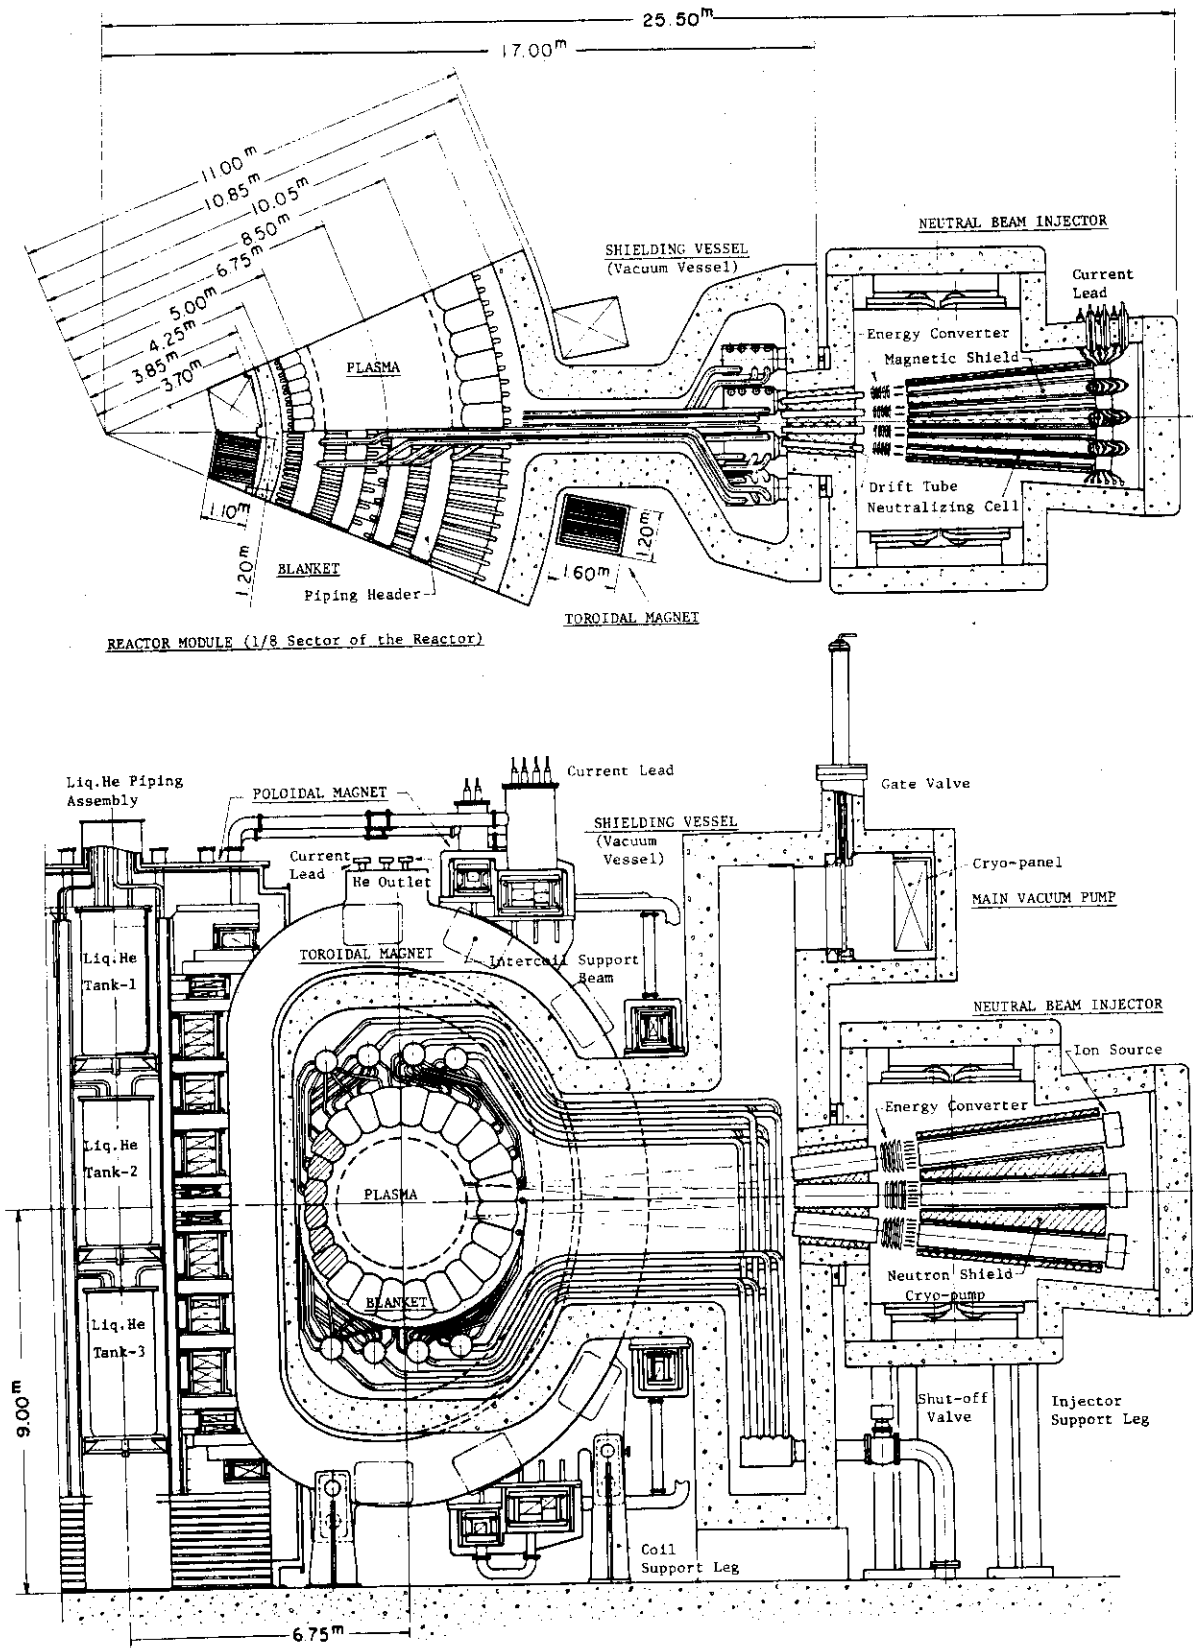 25.50m
17.00m
11.00m
10.85m
10.05m
8.50m
6.75m
5.00m
4.25m
3.85m
3.70m
NEUTRAL BEAM INJECTOR
SHIELDING VESSEL
(Vacuum Vessel)
Current
Lead
Energy Converter
Magnetic Shield
PLASMA
Drift Tube
Neutralizing Cell
1.10m
1.20m
1.20m
1.60m
BLANKET
Piping Header
TOROIDAL MAGNET
REACTOR MODULE (1/8 Sector of the Reactor)
Liq.He Piping
Assembly
POLOIDAL MAGNET
Current Lead
Gate Valve
SHIELDING VESSEL
(Vacuum
Vessel)
Current
Lead
He Outlet
Cryo-panel
MAIN VACUUM PUMP
TOROIDAL MAGNET
Intercoil Support
Beam
Liq.He
Tank-1
NEUTRAL BEAM INJECTOR
Ion Source
Energy Converter
Liq.He
Tank-2
PLASMA
Neutron Shield
Cryo-pump
BLANKET
Liq.He
Tank-3
Shut-off
Valve
Injector
Support Leg
9.00m
Coil
Support Leg
6.75m